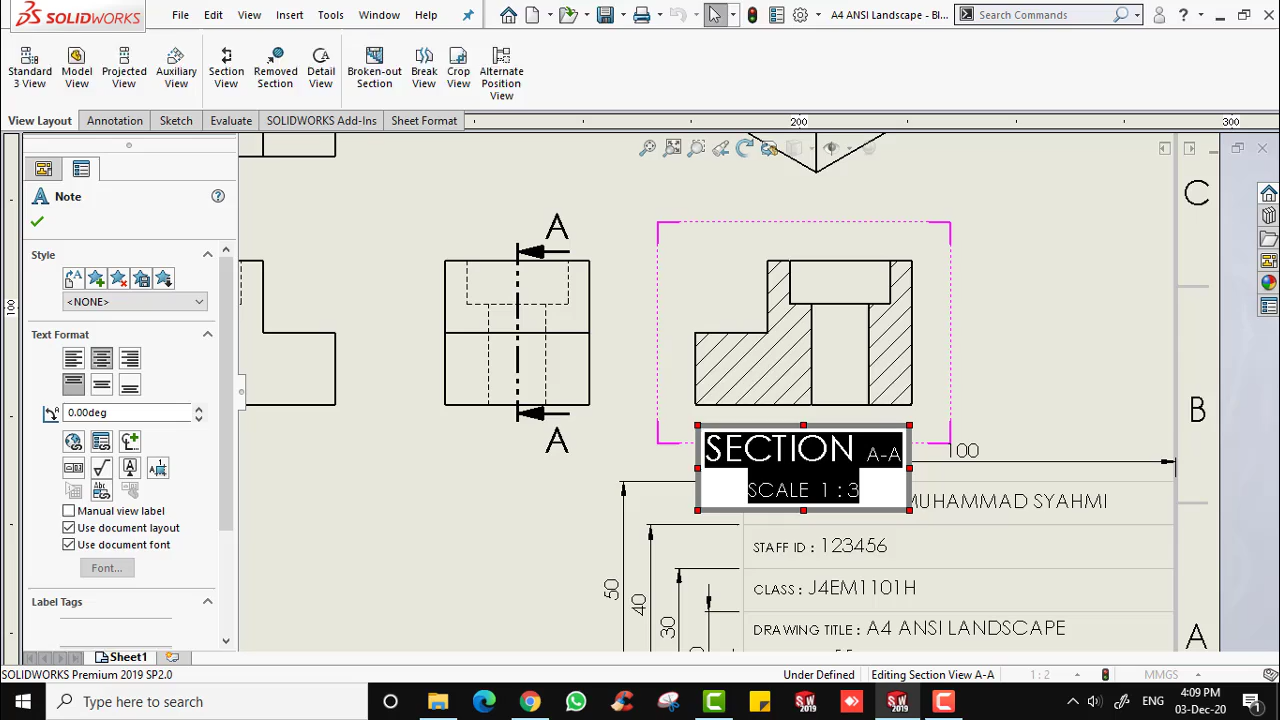 SOLIDWORKS File Edit View Insert Tools Window Help A4 ANSI Landscape - Bl... Search Commands ?
Standard 3 View
Model View
Projected View
Auxiliary View
Section View
Removed Section
Detail View
Broken-out Section
Break View
Crop View
Alternate Position View
View Layout Annotation Sketch Evaluate SOLIDWORKS Add-Ins Sheet Format
200 300
100
Note
Style
<NONE>
Text Format
0.00deg
Manual view label
Use document layout
Use document font
Font...
Label Tags
A
A
C
B
A
SECTION A-A
SCALE 1 : 3
100
MUHAMMAD SYAHMI
STAFF ID : 123456
CLASS : J4EM1101H
DRAWING TITLE : A4 ANSI LANDSCAPE
50
40
30
Sheet1
SOLIDWORKS Premium 2019 SP2.0 Under Defined Editing Section View A-A 1 : 2 MMGS
Type here to search ENG 4:09 PM
03-Dec-20